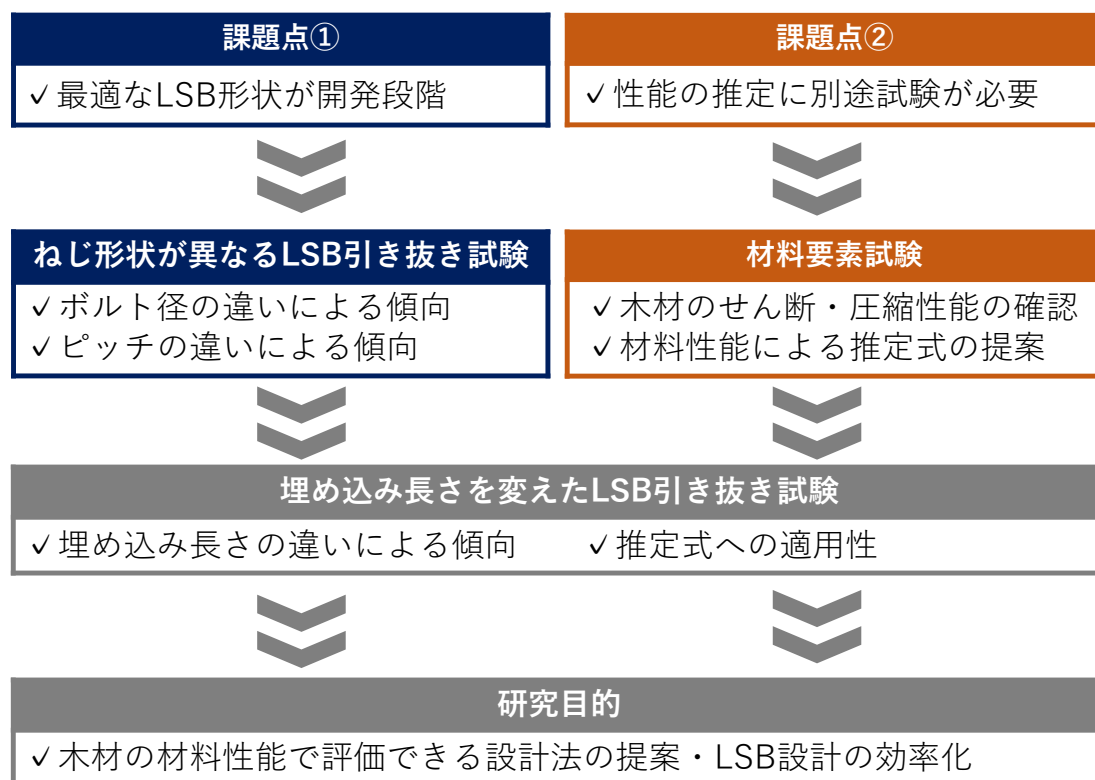 課題点①
✓最適なLSB形状が開発段階
課題点②
✓性能の推定に別途試験が必要
ねじ形状が異なるLSB引き抜き試験
✓ボルト径の違いによる傾向
✓ピッチの違いによる傾向
材料要素試験
✓木材のせん断・圧縮性能の確認
✓材料性能による推定式の提案
埋め込み長さを変えたLSB引き抜き試験
✓埋め込み長さの違いによる傾向 ✓推定式への適用性
研究目的
✓木材の材料性能で評価できる設計法の提案・LSB設計の効率化